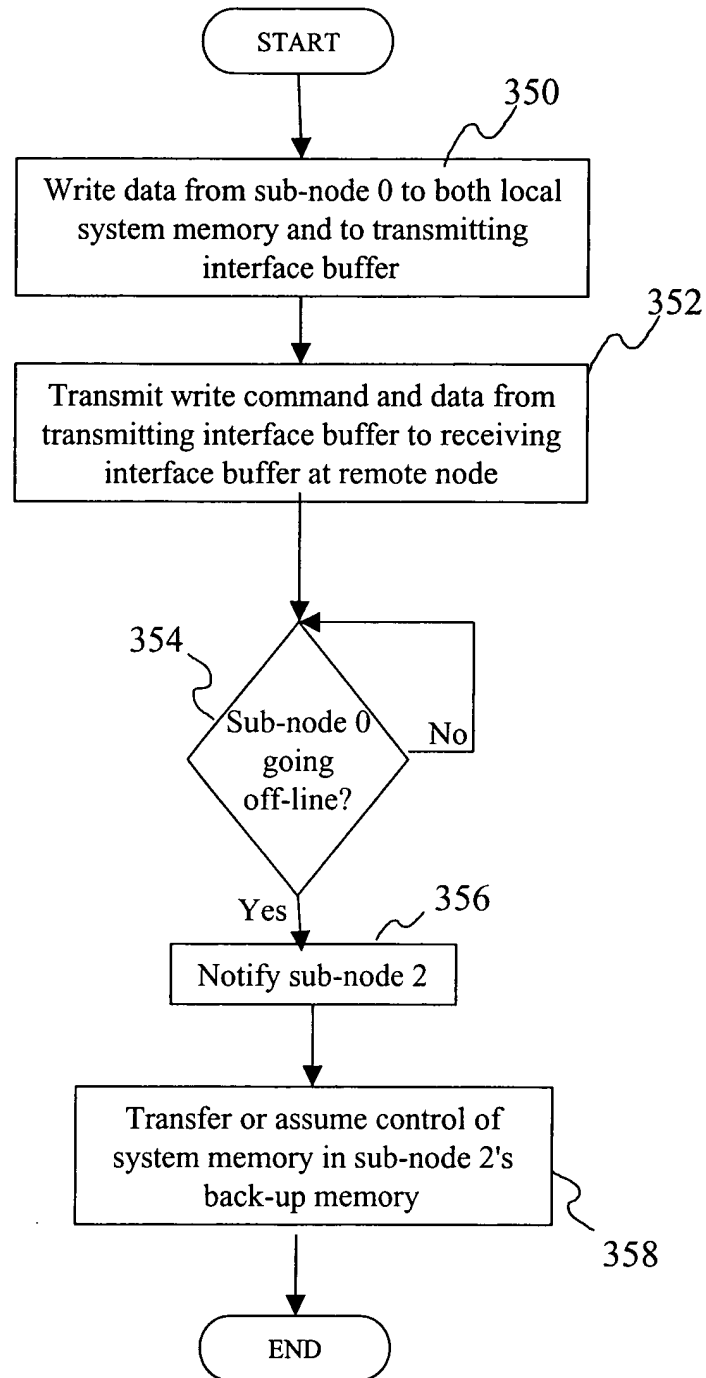 START
350
Write data from sub-node 0 to both local
system memory and to transmitting
interface buffer
352
Transmit write command and data from
transmitting interface buffer to receiving
interface buffer at remote node
354
Sub-node 0
going
off-line?
No
Yes
356
Notify sub-node 2
Transfer or assume control of
system memory in sub-node 2's
back-up memory
358
END